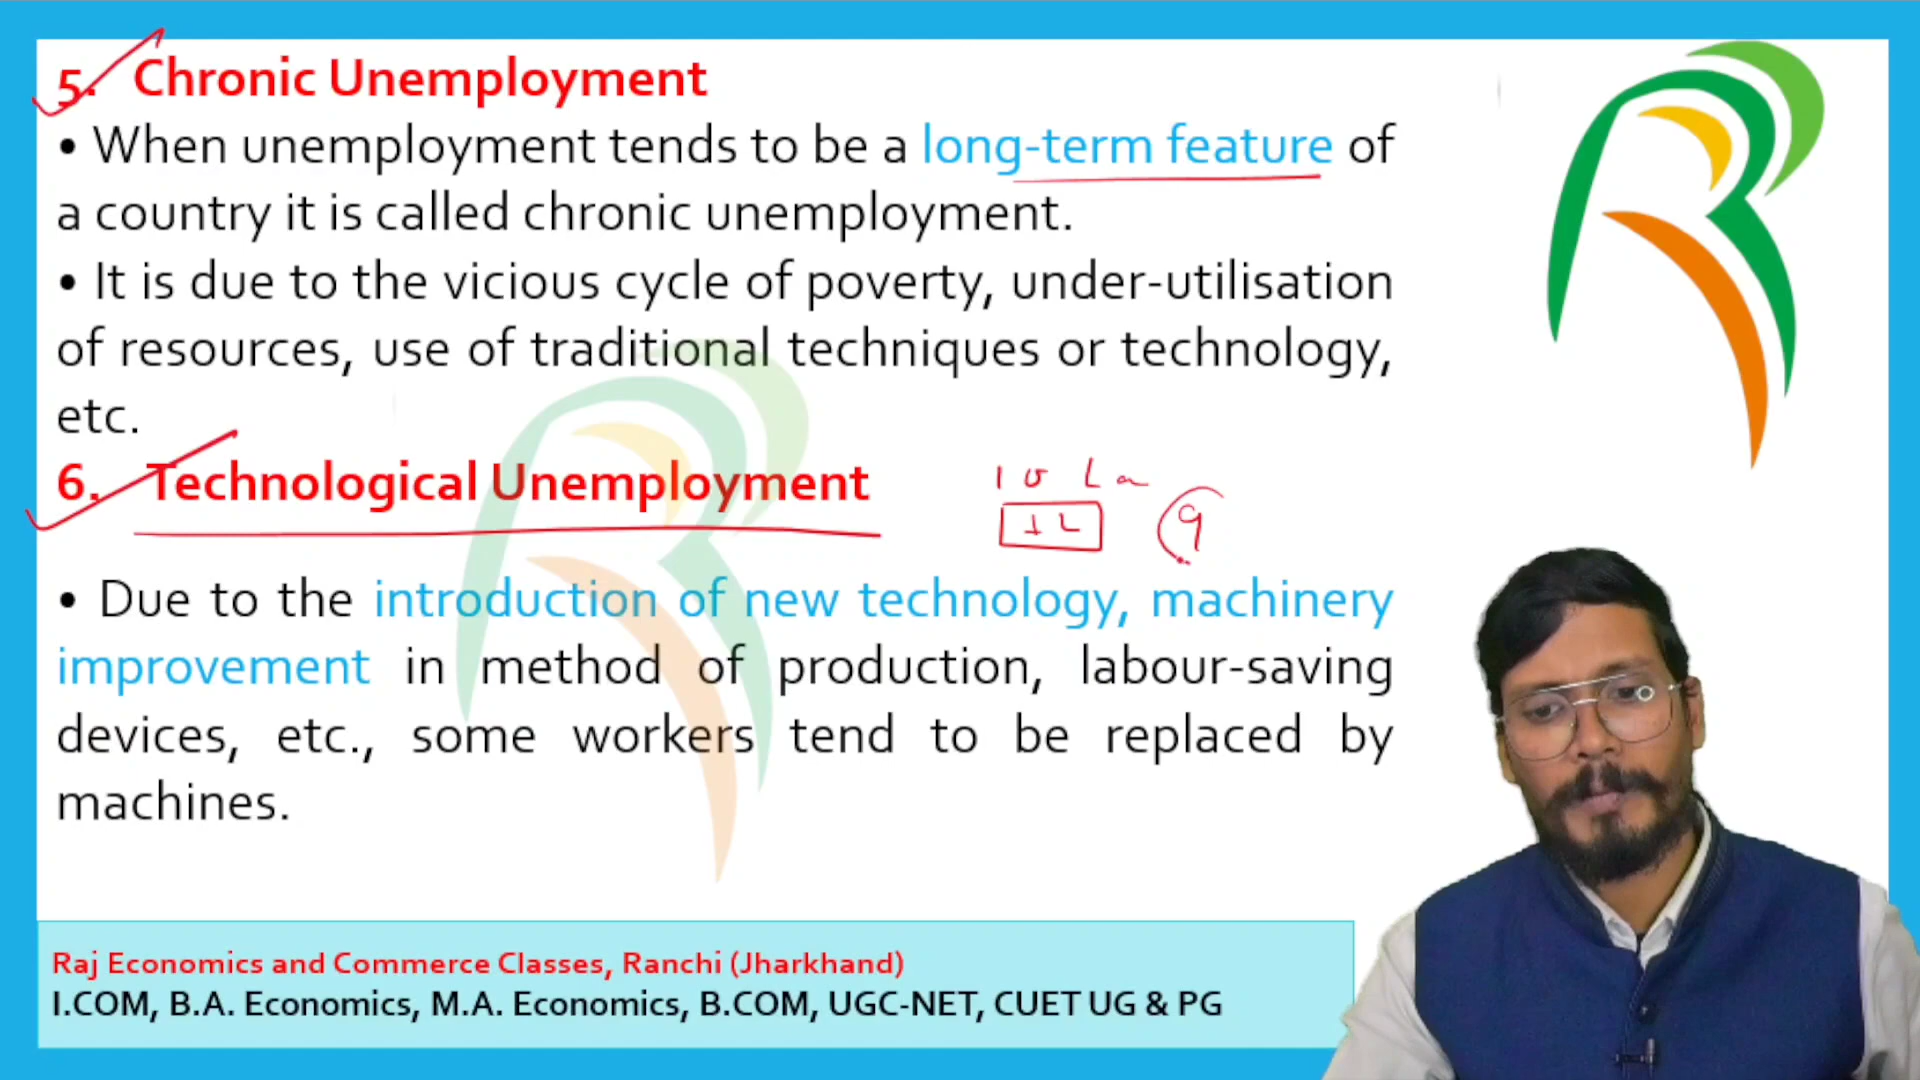 5. Chronic Unemployment
• When unemployment tends to be a long-term feature of
a country it is called chronic unemployment.
• It is due to the vicious cycle of poverty, under-utilisation
of resources, use of traditional techniques or technology,
etc.
6. Technological Unemployment
10 La
1 L 9
• Due to the introduction of new technology, machinery
improvement in method of production, labour-saving
devices, etc., some workers tend to be replaced by
machines.
Raj Economics and Commerce Classes, Ranchi (Jharkhand)
I.COM, B.A. Economics, M.A. Economics, B.COM, UGC-NET, CUET UG & PG